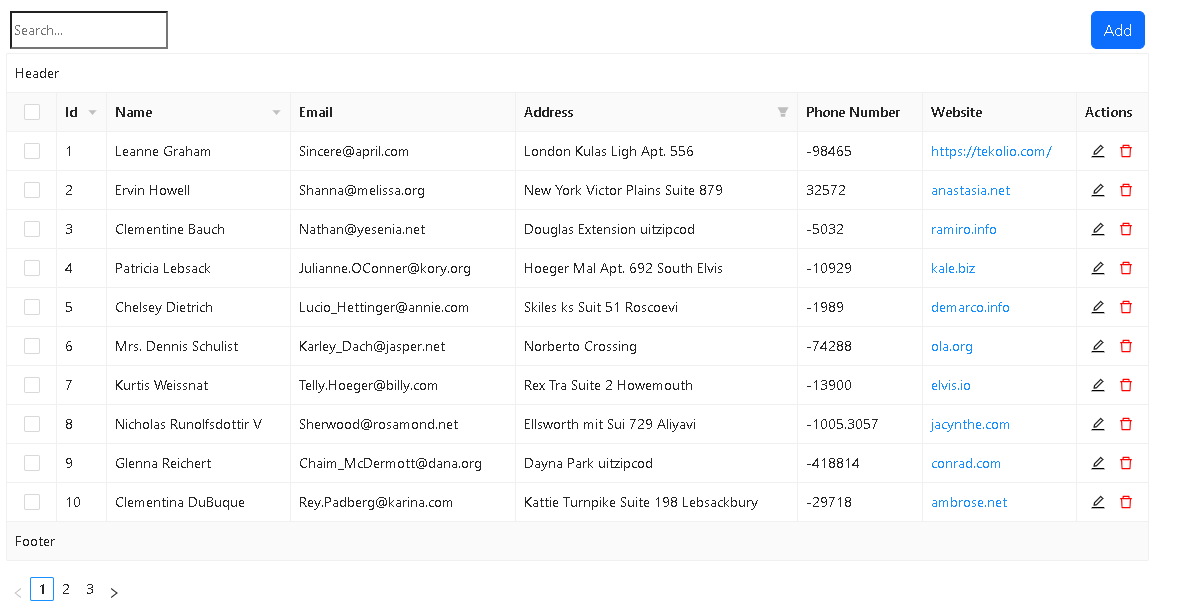 Search...
Add
Header
Id Name Email Address Phone Number Website Actions
1 Leanne Graham Sincere@april.com London Kulas Ligh Apt. 556 -98465 https://tekolio.com/
2 Ervin Howell Shanna@melissa.org New York Victor Plains Suite 879 32572 anastasia.net
3 Clementine Bauch Nathan@yesenia.net Douglas Extension uitzipcod -5032 ramiro.info
4 Patricia Lebsack Julianne.OConner@kory.org Hoeger Mal Apt. 692 South Elvis -10929 kale.biz
5 Chelsey Dietrich Lucio_Hettinger@annie.com Skiles ks Suit 51 Roscoevi -1989 demarco.info
6 Mrs. Dennis Schulist Karley_Dach@jasper.net Norberto Crossing -74288 ola.org
7 Kurtis Weissnat Telly.Hoeger@billy.com Rex Tra Suite 2 Howemouth -13900 elvis.io
8 Nicholas Runolfsdottir V Sherwood@rosamond.net Ellsworth mit Sui 729 Aliyavi -1005.3057 jacynthe.com
9 Glenna Reichert Chaim_McDermott@dana.org Dayna Park uitzipcod -418814 conrad.com
10 Clementina DuBuque Rey.Padberg@karina.com Kattie Turnpike Suite 198 Lebsackbury -29718 ambrose.net
Footer
< 1 2 3 >